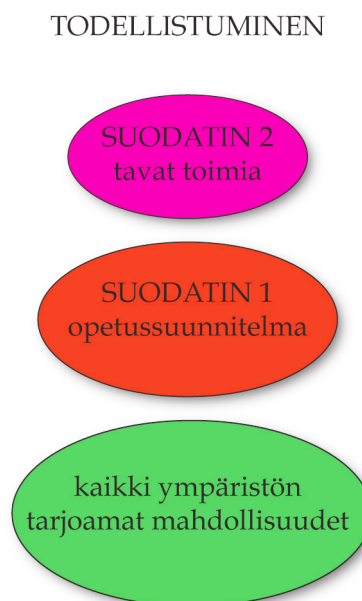 TODELLISTUMINEN
SUODATIN 2
tavat toimia
SUODATIN 1
opetussuunnitelma
kaikki ympäristön
tarjoamat mahdollisuudet